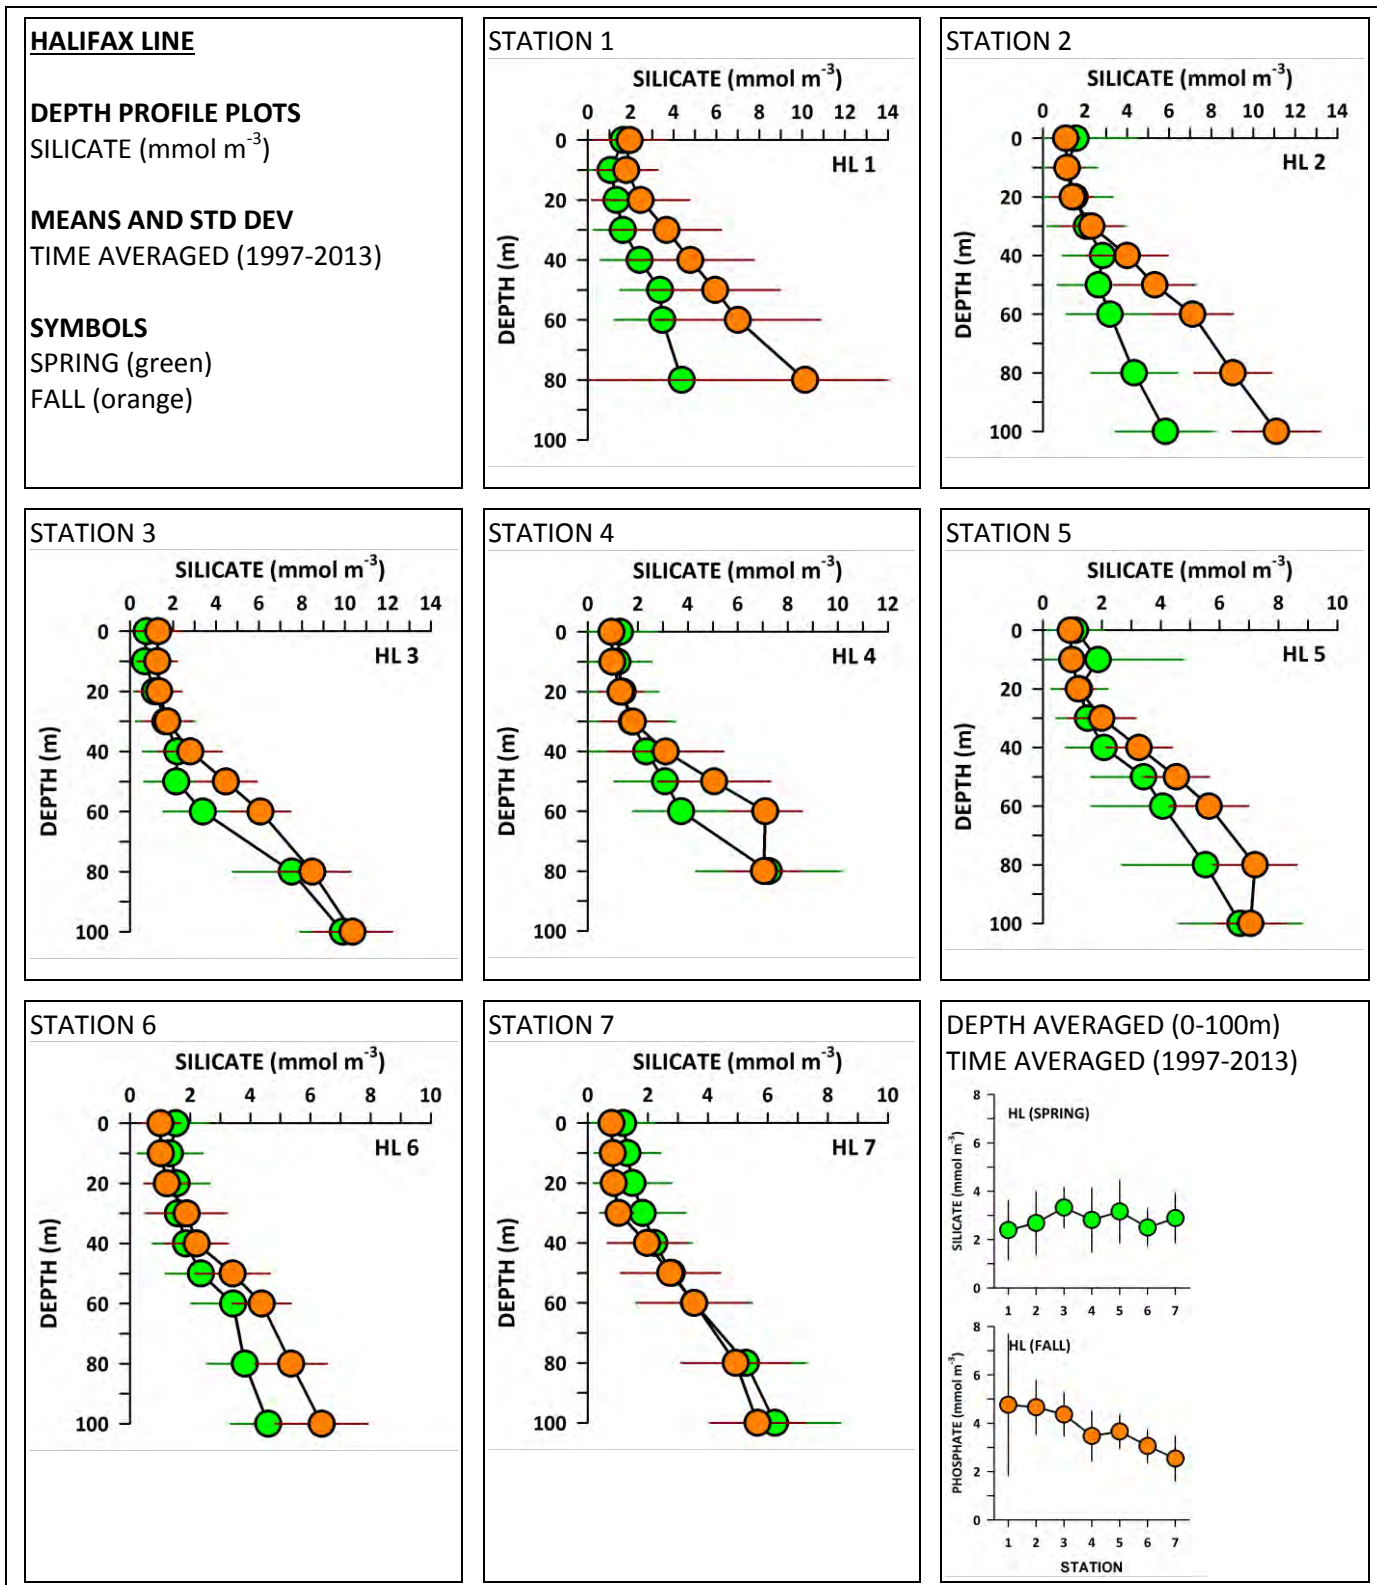 HALIFAX LINE
DEPTH PROFILE PLOTS
SILICATE (mmol m⁻³)
MEANS AND STD DEV
TIME AVERAGED (1997-2013)
SYMBOLS
SPRING (green)
FALL (orange)
STATION 1
SILICATE (mmol m⁻³)
0 2 4 6 8 10 12 14
HL 1
DEPTH (m)
0
20
40
60
80
100
STATION 2
SILICATE (mmol m⁻³)
0 2 4 6 8 10 12 14
HL 2
DEPTH (m)
0
20
40
60
80
100
STATION 3
SILICATE (mmol m⁻³)
0 2 4 6 8 10 12 14
HL 3
DEPTH (m)
0
20
40
60
80
100
STATION 4
SILICATE (mmol m⁻³)
0 2 4 6 8 10 12
HL 4
DEPTH (m)
0
20
40
60
80
100
STATION 5
SILICATE (mmol m⁻³)
0 2 4 6 8 10
HL 5
DEPTH (m)
0
20
40
60
80
100
STATION 6
SILICATE (mmol m⁻³)
0 2 4 6 8 10
HL 6
DEPTH (m)
0
20
40
60
80
100
STATION 7
SILICATE (mmol m⁻³)
0 2 4 6 8 10
HL 7
DEPTH (m)
0
20
40
60
80
100
DEPTH AVERAGED (0-100m)
TIME AVERAGED (1997-2013)
HL (SPRING)
SILICATE (mmol m⁻³)
8
6
4
2
0
1 2 3 4 5 6 7
HL (FALL)
PHOSPHATE (mmol m⁻³)
8
6
4
2
0
1 2 3 4 5 6 7
STATION